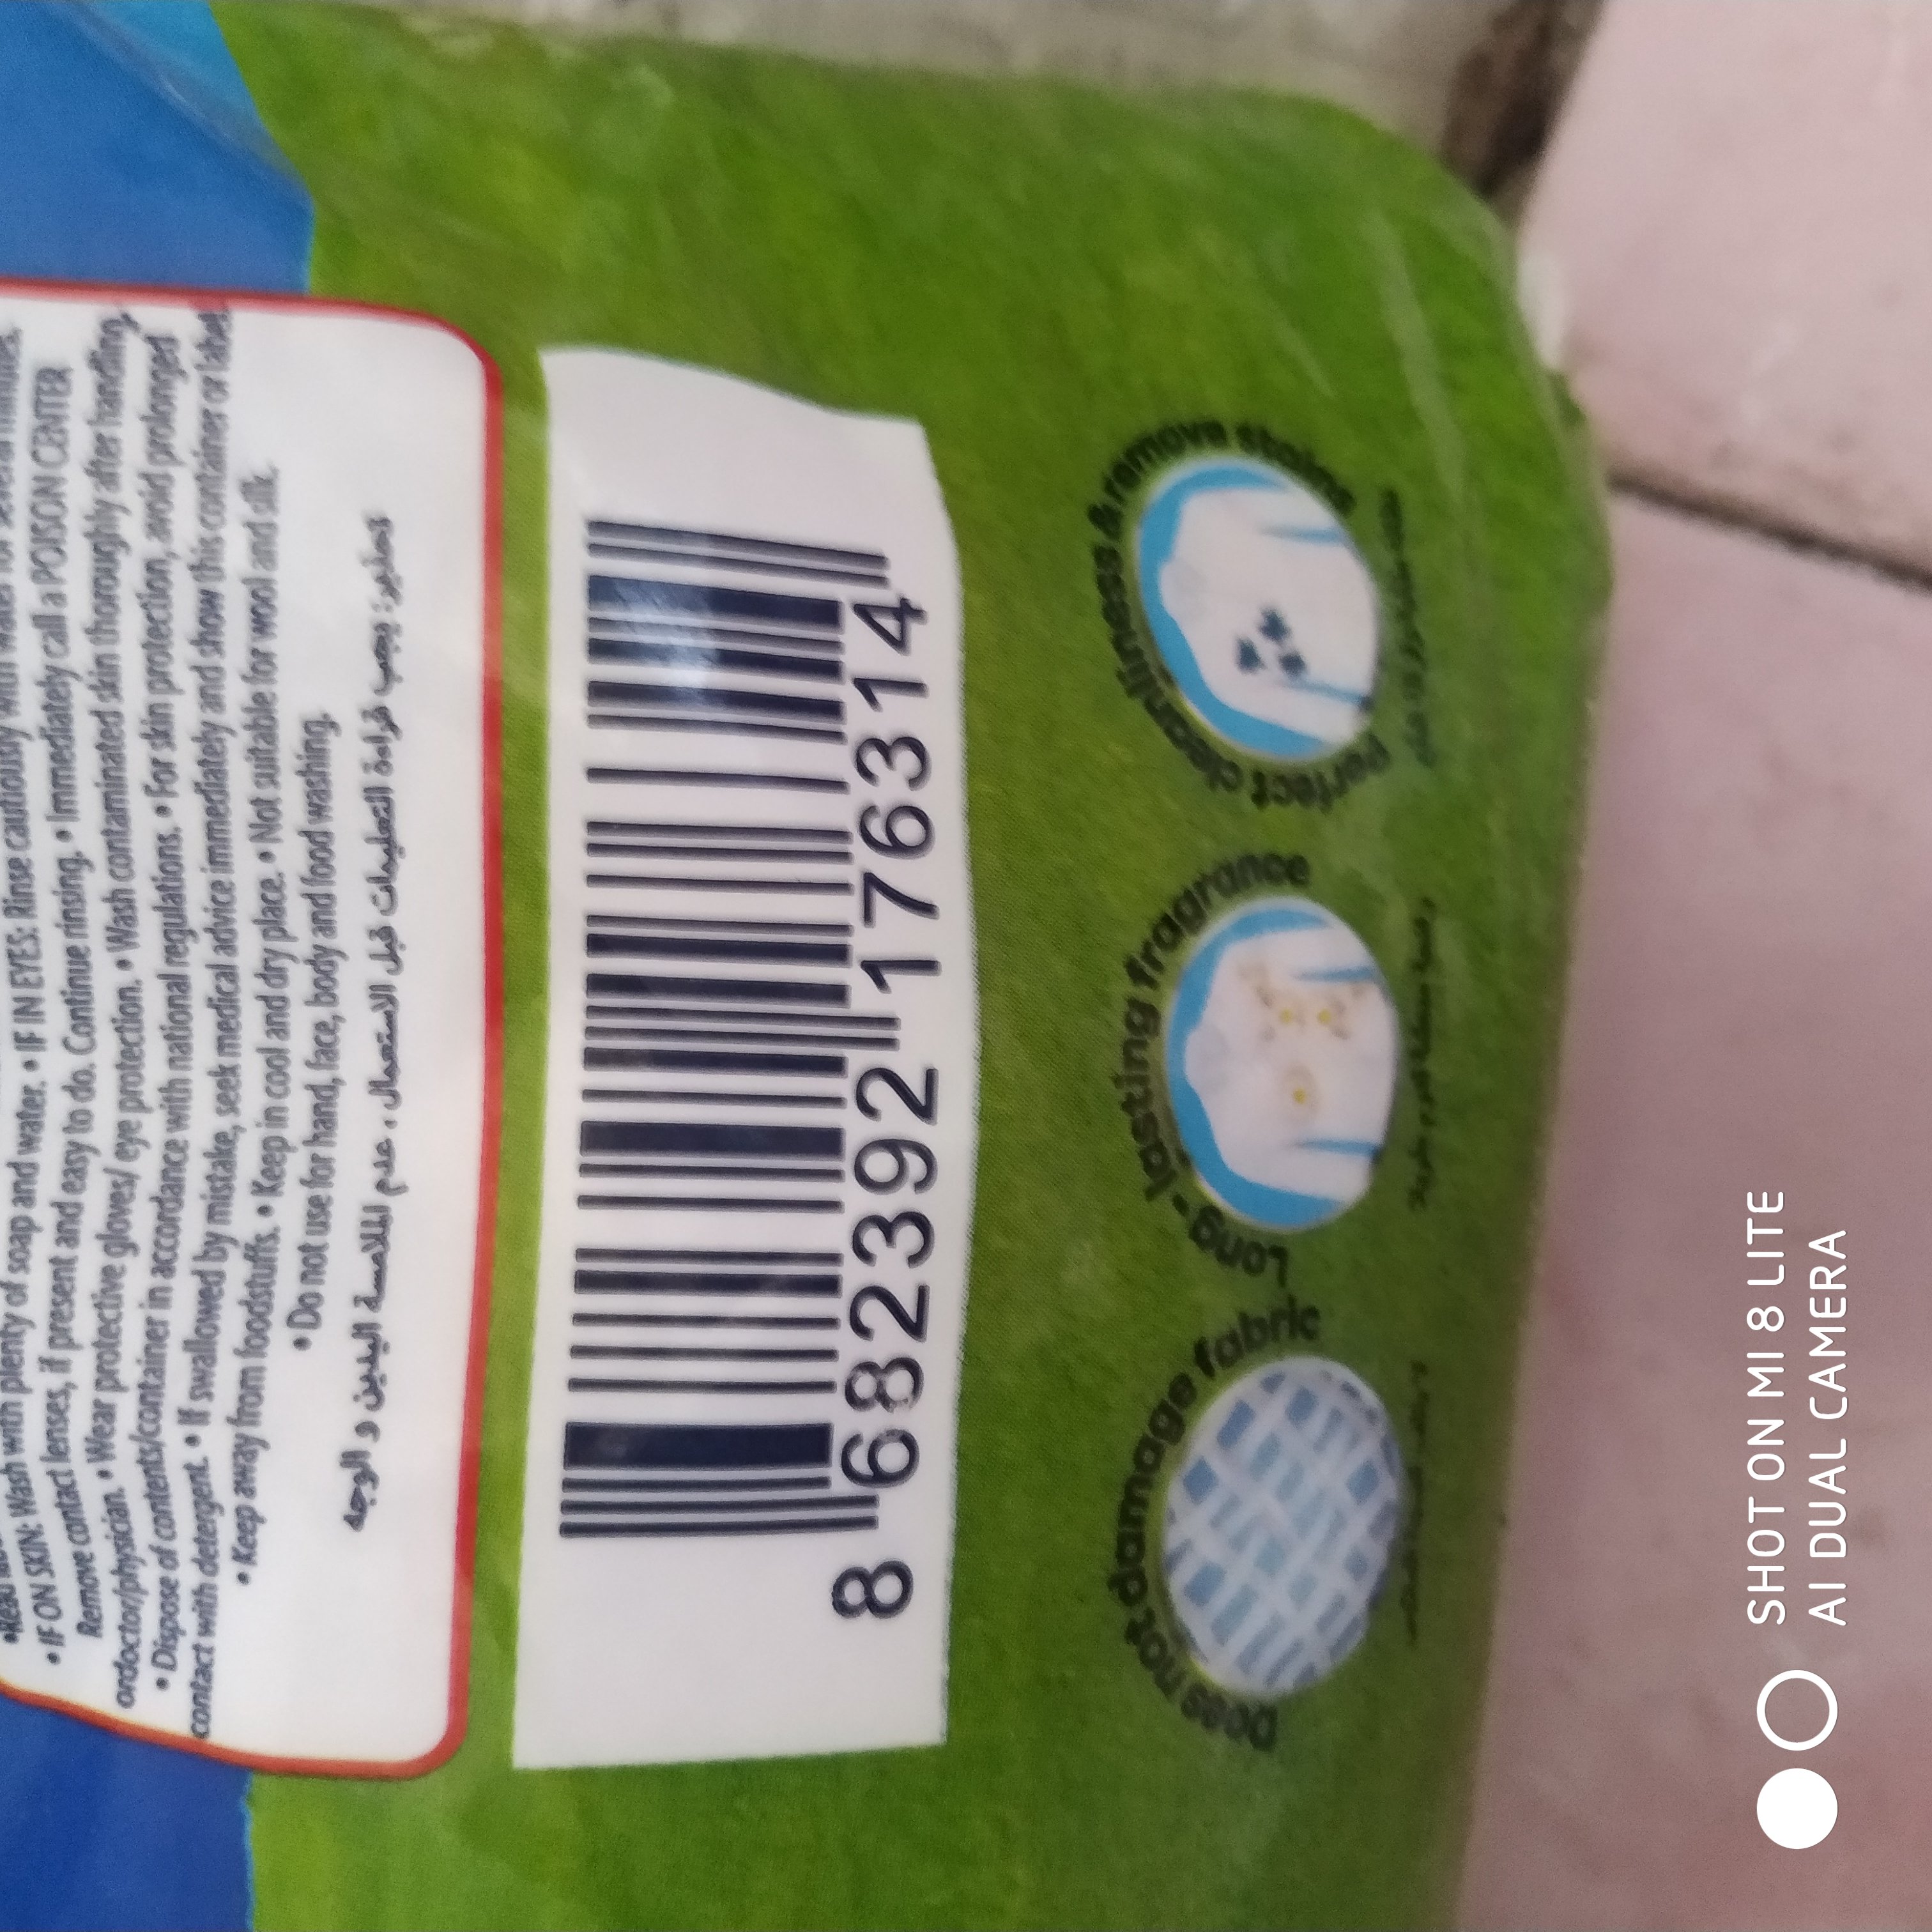 • IF ON SKIN: Wash with plenty of soap and water. • IF IN EYES: Rinse cautiously with water for several minutes.
Remove contact lenses, if present and easy to do. Continue rinsing. • Immediately call a POISON CENTER
ordoctor/physician. • Wear protective gloves/ eye protection. • Wash contaminated skin thoroughly after handling.
• Dispose of contents/container in accordance with national regulations. • For skin protection, avoid prolonged
contact with detergent. • If swallowed by mistake, seek medical advice immediately and show this container or label.
• Keep away from foodstuffs. • Keep in cool and dry place. • Not suitable for wool and silk.
• Do not use for hand, face, body and food washing.
تحذير: يجب قراءة التعليمات قبل الاستعمال ، عدم الملامسة اليدين و الوجه
8 682392 176314
Does not damage fabric
Long - lasting fragrance
Perfect cleanliness & remove stains
SHOT ON MI 8 LITE
AI DUAL CAMERA